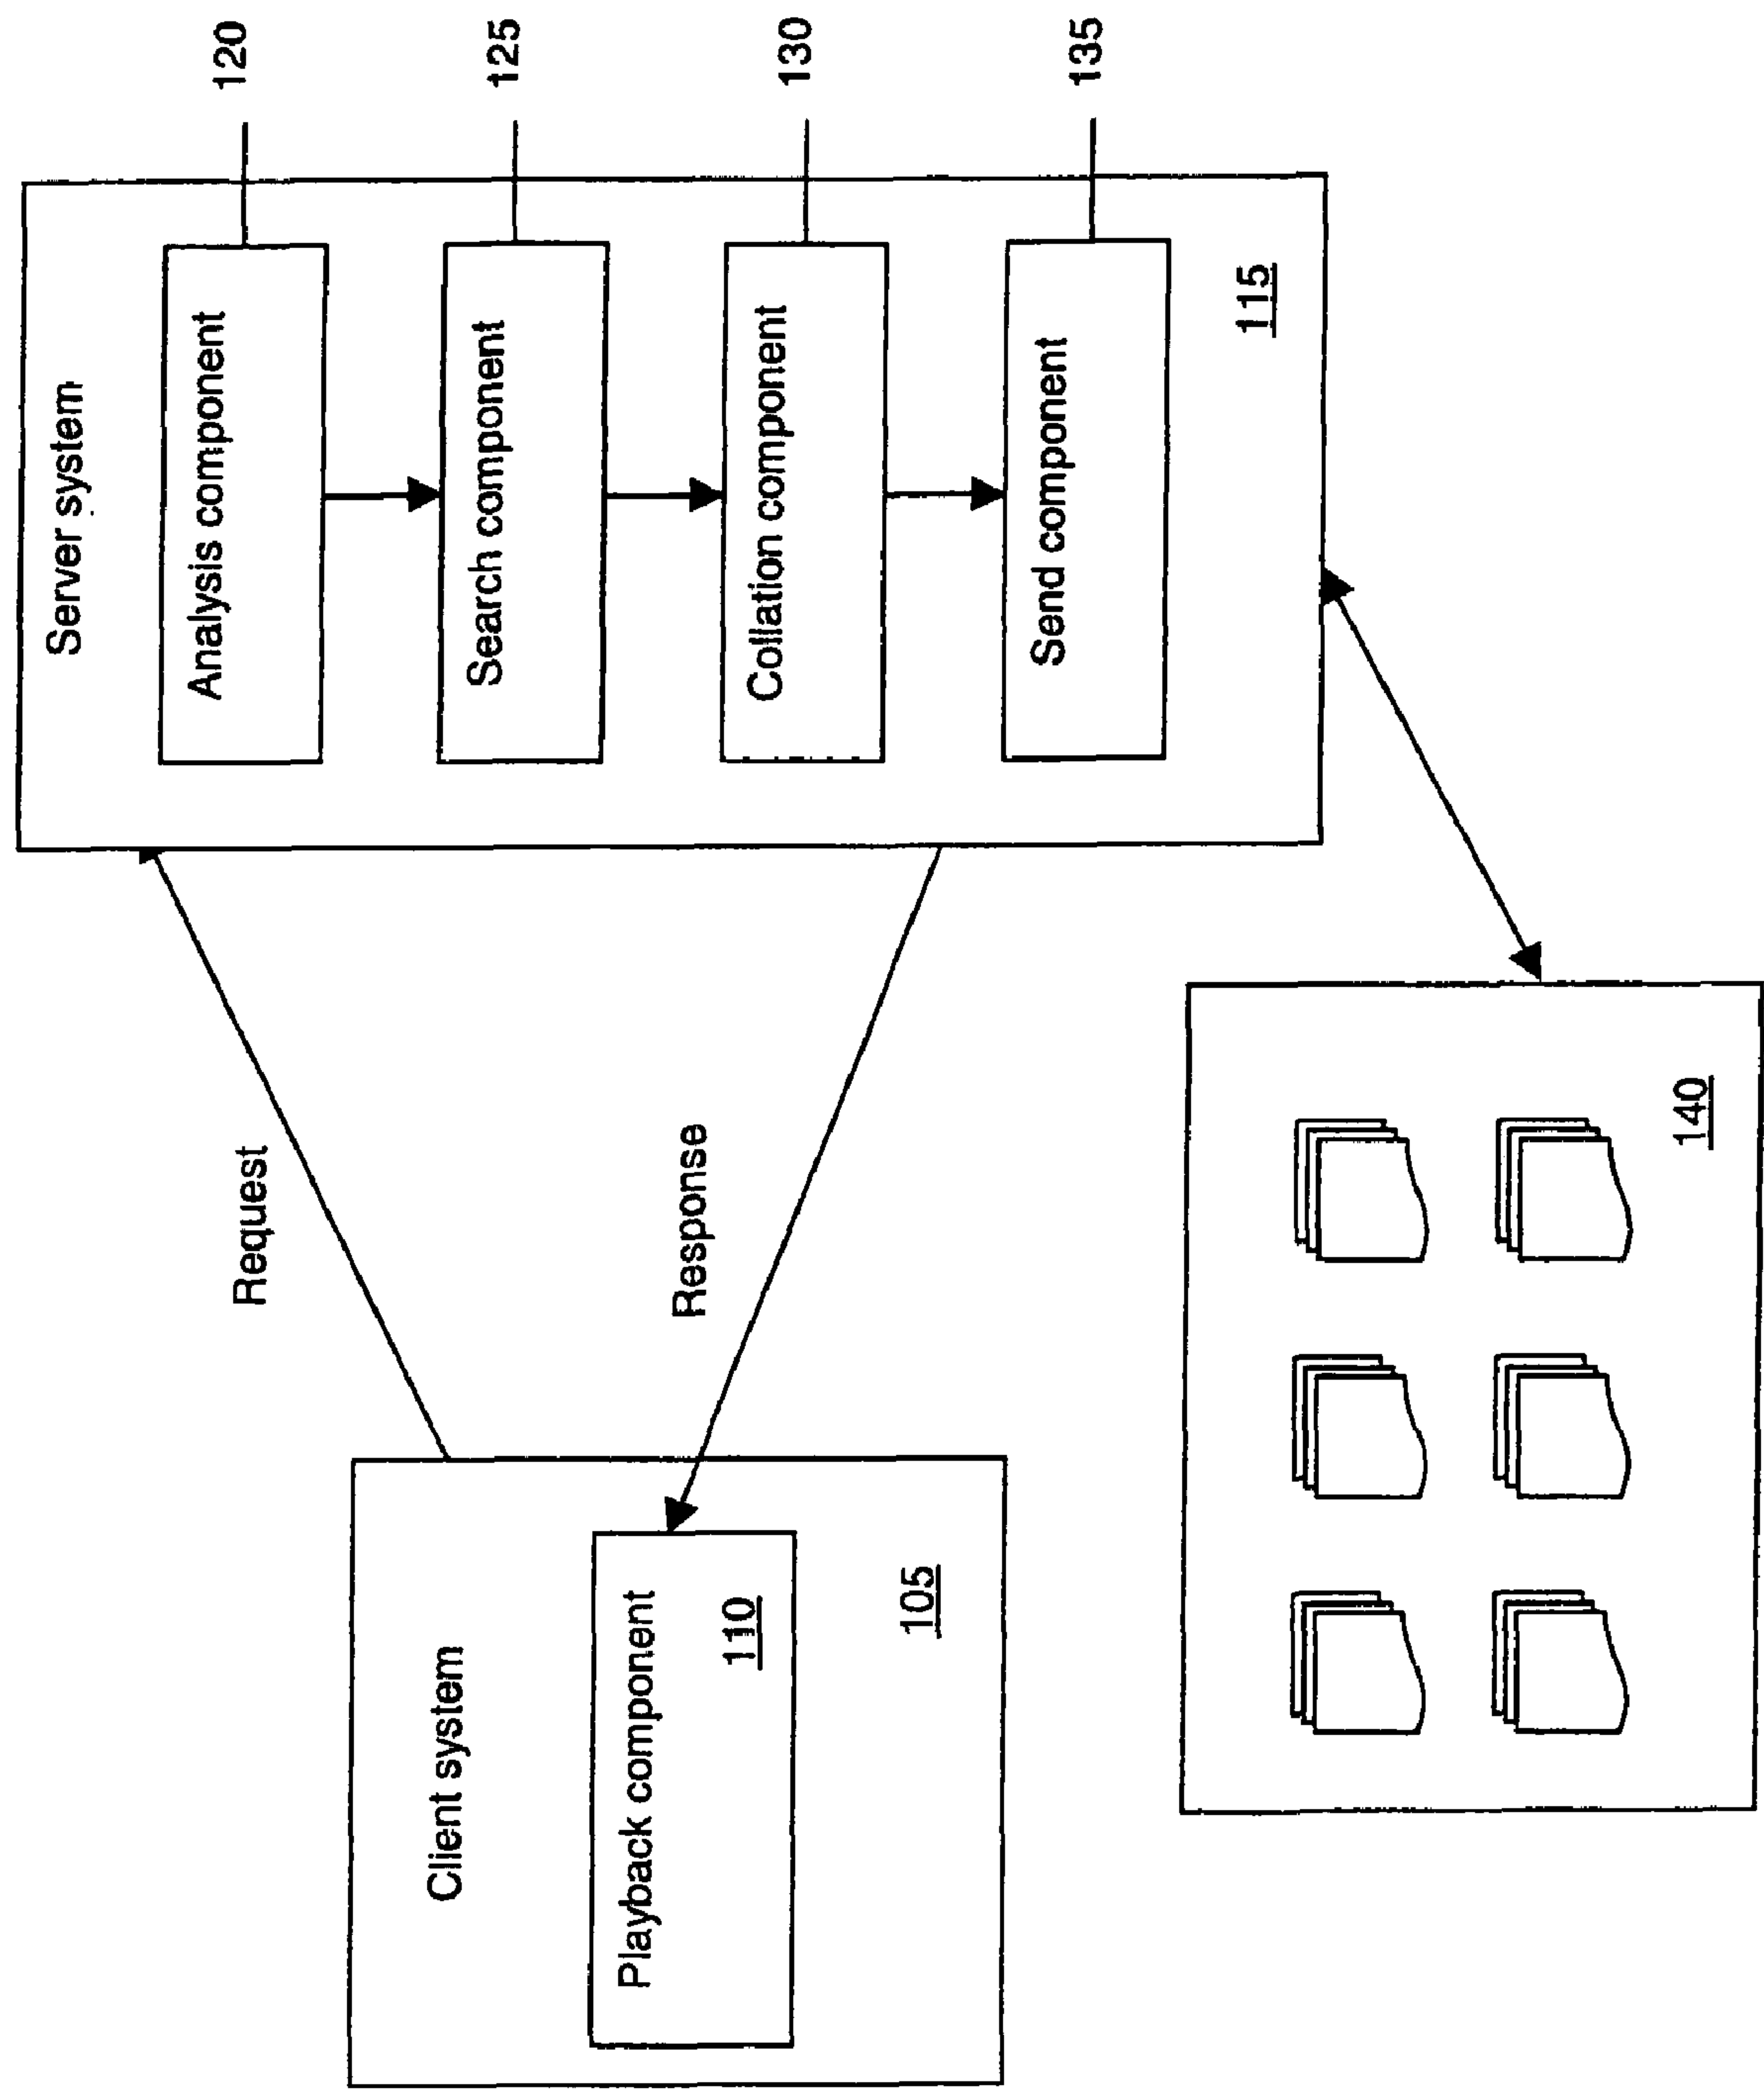 Client system
Playback component
110
105
Request
Response
Server system
Analysis component
120
Search component
125
Collation component
130
Send component
135
115
140